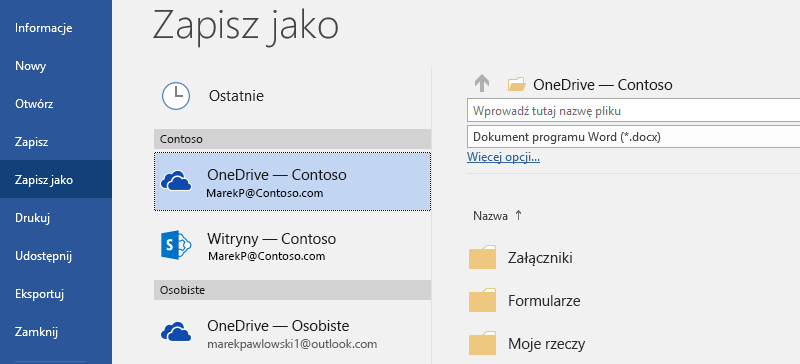 Informacje
Nowy
Otwórz
Zapisz
Zapisz jako
Drukuj
Udostępnij
Eksportuj
Zamknij
Zapisz jako
Ostatnie
Contoso
OneDrive — Contoso
MarekP@Contoso.com
Witryny — Contoso
MarekP@Contoso.com
Osobiste
OneDrive — Osobiste
marekpawlowski1@outlook.com
OneDrive — Contoso
Wprowadź tutaj nazwę pliku
Dokument programu Word (*.docx)
Więcej opcji...
Nazwa ↑
Załączniki
Formularze
Moje rzeczy